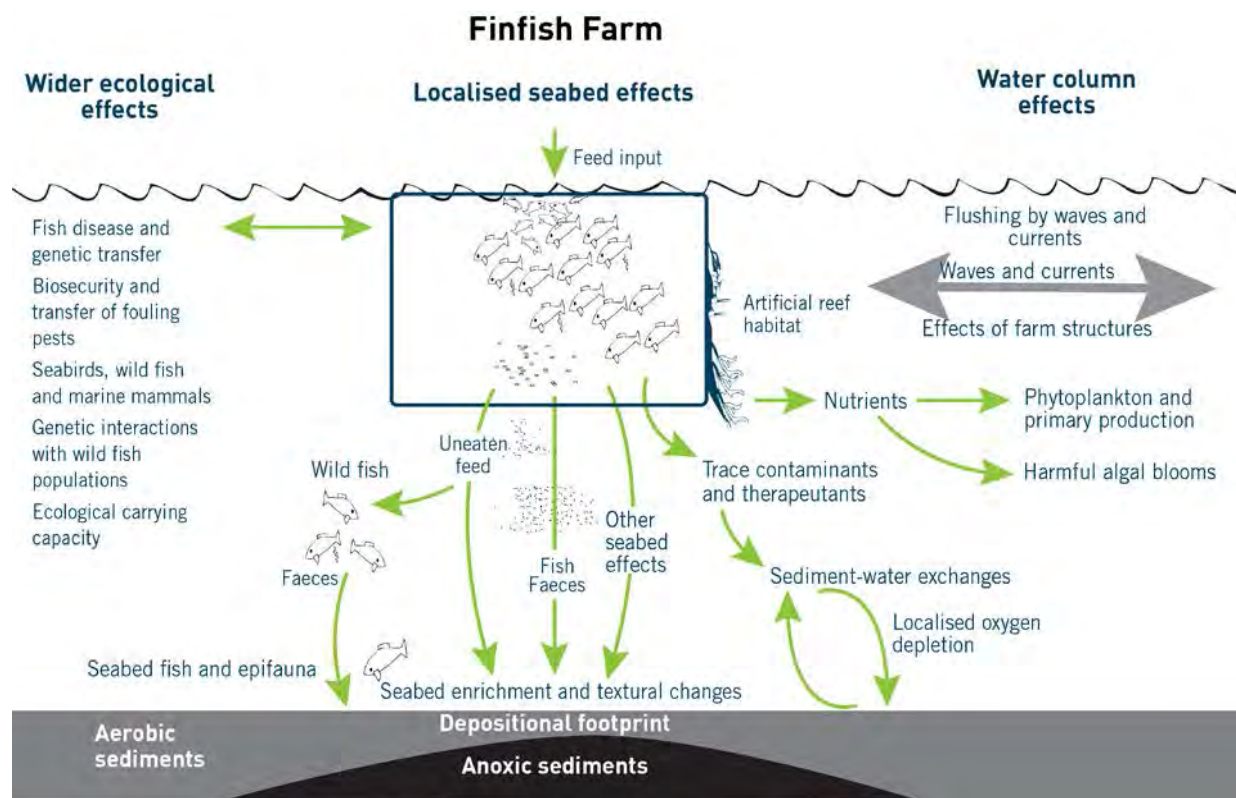 Finfish Farm
Wider ecological
effects
Localised seabed effects
Water column
effects
Feed input
Fish disease and
genetic transfer
Biosecurity and
transfer of fouling
pests
Seabirds, wild fish
and marine mammals
Genetic interactions
with wild fish
populations
Ecological carrying
capacity
Artificial reef
habitat
Flushing by waves and
currents
Waves and currents
Effects of farm structures
Nutrients
Phytoplankton and
primary production
Harmful algal blooms
Uneaten
feed
Wild fish
Trace contaminants
and therapeutants
Other
seabed
effects
Fish
Faeces
Faeces
Sediment-water exchanges
Localised oxygen
depletion
Seabed fish and epifauna
Seabed enrichment and textural changes
Depositional footprint
Aerobic
sediments
Anoxic sediments